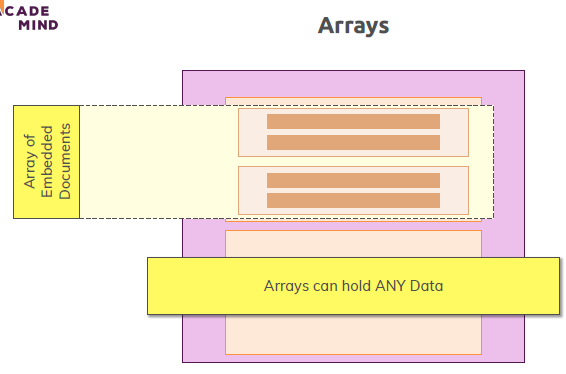 CADE
MIND
Arrays
Array of
Embedded
Documents
Arrays can hold ANY Data